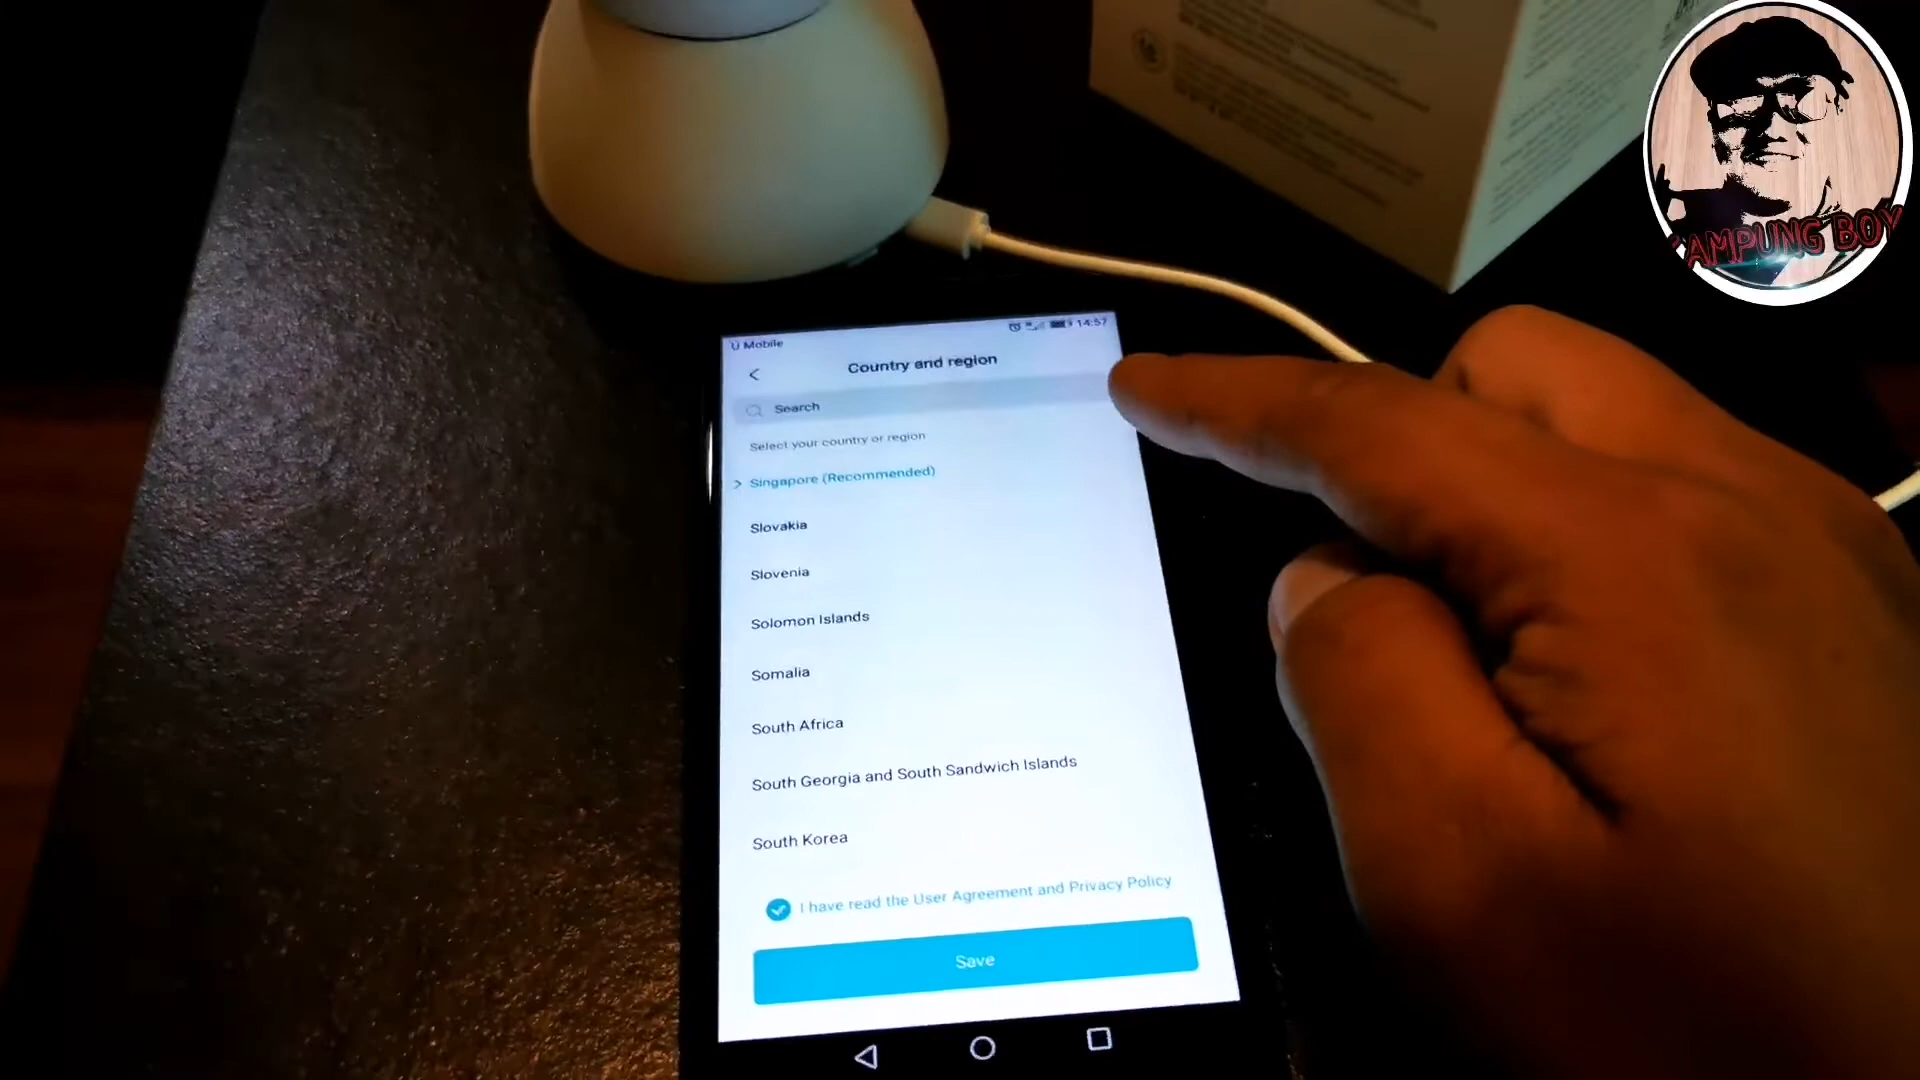 AMPUNG BOY
U Mobile
14:57
Country and region
Search
Select your country or region
> Singapore (Recommended)
Slovakia
Slovenia
Solomon Islands
Somalia
South Africa
South Georgia and South Sandwich Islands
South Korea
I have read the User Agreement and Privacy Policy
Save